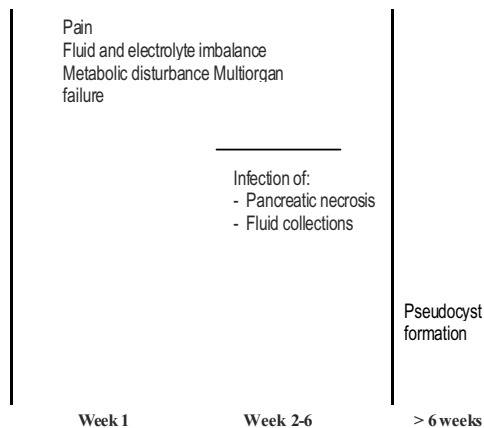 Pain
Fluid and electrolyte imbalance
Metabolic disturbance Multiorgan
failure
Infection of:
- Pancreatic necrosis
- Fluid collections
Pseudocyst
formation
Week 1
Week 2-6
> 6 weeks